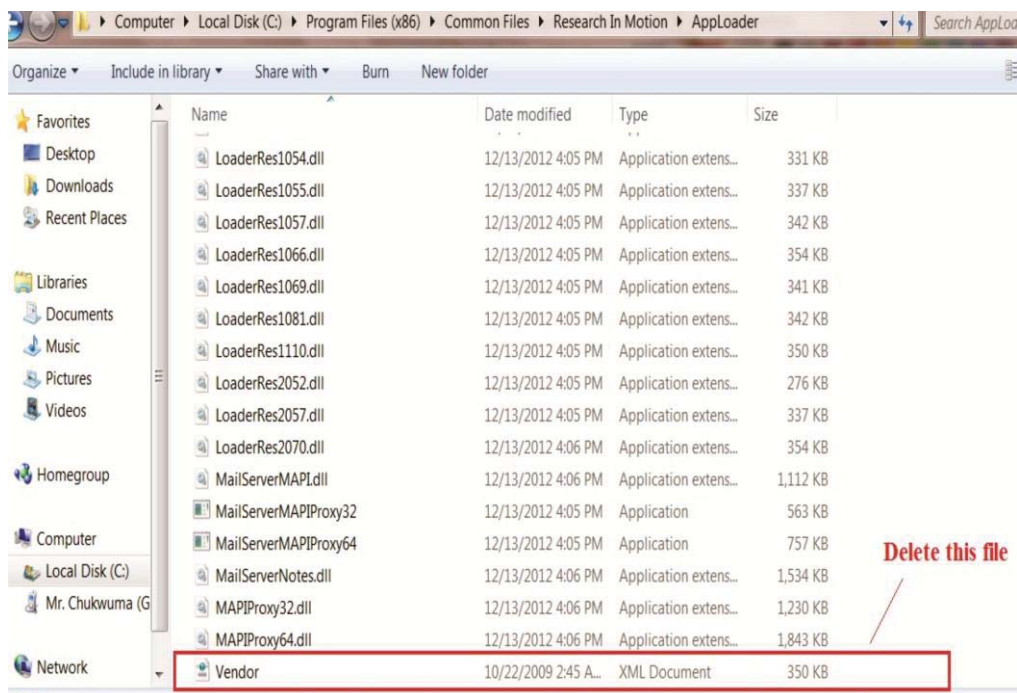 Computer Local Disk (C:) Program Files (x86) Common Files Research In Motion AppLoader Search AppLoa
Organize Include in library Share with Burn New folder
Name Date modified Type Size
Favorites
Desktop
Downloads
Recent Places
Libraries
Documents
Music
Pictures
Videos
Homegroup
Computer
Local Disk (C:)
Mr. Chukwuma (G
Network
LoaderRes1054.dll 12/13/2012 4:05 PM Application extens... 331 KB
LoaderRes1055.dll 12/13/2012 4:05 PM Application extens... 337 KB
LoaderRes1057.dll 12/13/2012 4:05 PM Application extens... 342 KB
LoaderRes1066.dll 12/13/2012 4:05 PM Application extens... 354 KB
LoaderRes1069.dll 12/13/2012 4:05 PM Application extens... 341 KB
LoaderRes1081.dll 12/13/2012 4:05 PM Application extens... 342 KB
LoaderRes1110.dll 12/13/2012 4:05 PM Application extens... 350 KB
LoaderRes2052.dll 12/13/2012 4:05 PM Application extens... 276 KB
LoaderRes2057.dll 12/13/2012 4:05 PM Application extens... 337 KB
LoaderRes2070.dll 12/13/2012 4:06 PM Application extens... 354 KB
MailServerMAPI.dll 12/13/2012 4:06 PM Application extens... 1,112 KB
MailServerMAPIProxy32 12/13/2012 4:05 PM Application 563 KB
MailServerMAPIProxy64 12/13/2012 4:05 PM Application 757 KB
MailServerNotes.dll 12/13/2012 4:06 PM Application extens... 1,534 KB
MAPIProxy32.dll 12/13/2012 4:06 PM Application extens... 1,230 KB
MAPIProxy64.dll 12/13/2012 4:06 PM Application extens... 1,843 KB
Vendor 10/22/2009 2:45 A... XML Document 350 KB
Delete this file